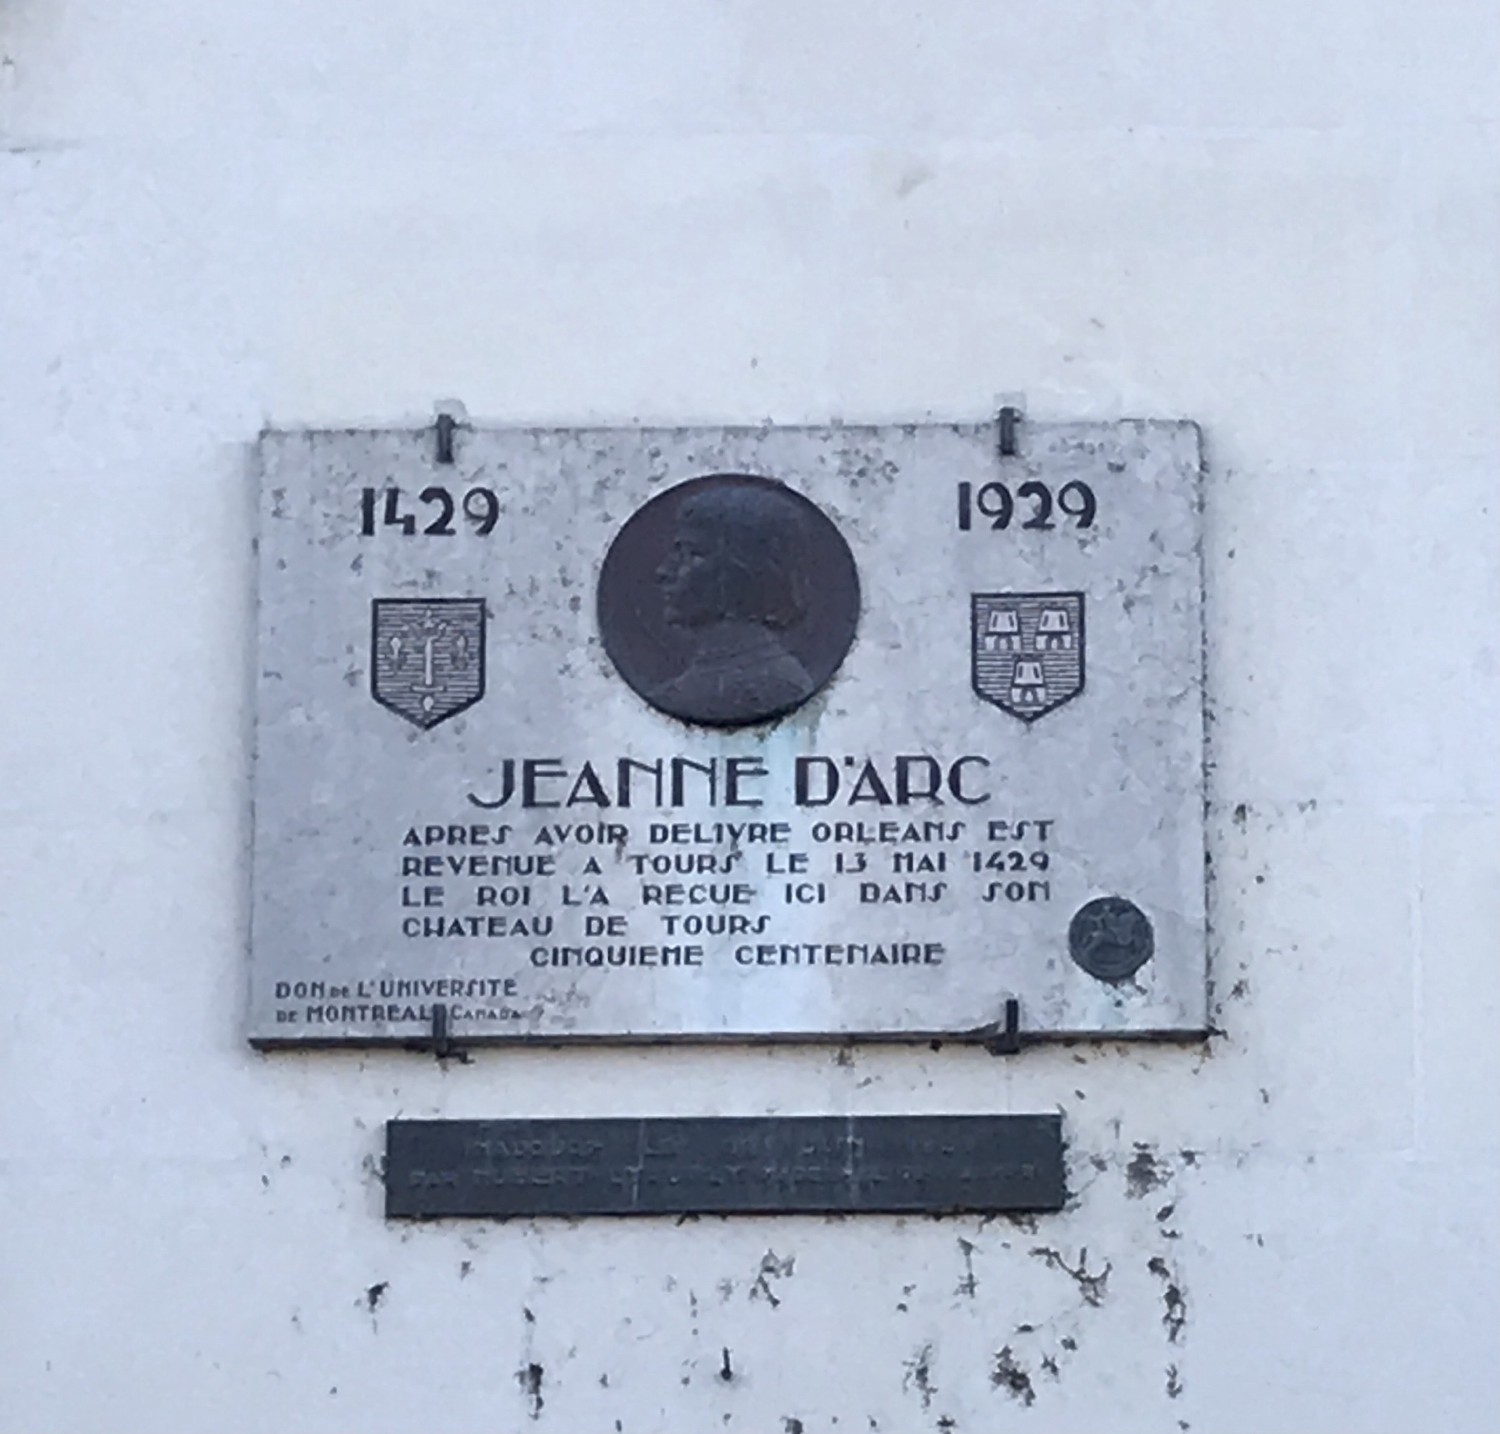 1429 1929
JEANNE D'ARC
APRES AVOIR DELIVRE ORLEANS EST
REVENUE A TOURS LE 13 MAI 1429
LE ROI L'A RECUE ICI DANS SON
CHATEAU DE TOURS
CINQUIEME CENTENAIRE
DON DE L'UNIVERSITE
DE MONTREAL CANADA